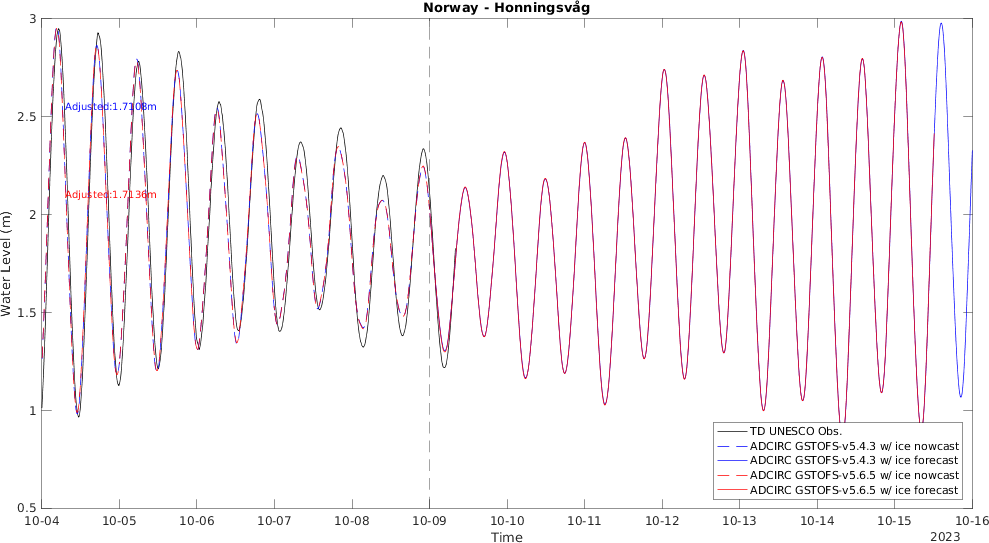 Norway - Honningsvåg
3
2.5
2
1.5
1
0.5
Water Level (m)
Adjusted:1.7108m
Adjusted:1.7136m
TD UNESCO Obs.
ADCIRC GSTOFS-v5.4.3 w/ ice nowcast
ADCIRC GSTOFS-v5.4.3 w/ ice forecast
ADCIRC GSTOFS-v5.6.5 w/ ice nowcast
ADCIRC GSTOFS-v5.6.5 w/ ice forecast
10-04 10-05 10-06 10-07 10-08 10-09 10-10 10-11 10-12 10-13 10-14 10-15 10-16
Time
2023